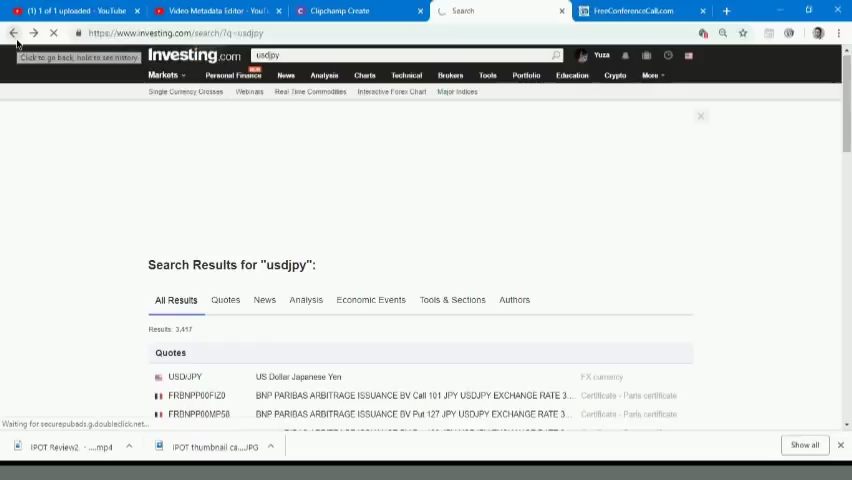 (1) 1 of 1 uploaded - YouTube
Video Metadata Editor - YouTu
Clipchamp Create
Search
FreeConferenceCall.com
https://www.investing.com/search/?q=usdjpy
Click to go back, hold to see history
Investing.com
usdjpy
Yuza
Markets
Personal Finance
News
Analysis
Charts
Technical
Brokers
Tools
Portfolio
Education
Crypto
More
Single Currency Crosses
Webinars
Real Time Commodities
Interactive Forex Chart
Major Indices
Search Results for "usdjpy":
All Results
Quotes
News
Analysis
Economic Events
Tools & Sections
Authors
Results: 3,417
Quotes
USD/JPY US Dollar Japanese Yen FX currency
FRBNPP00FIZ0 BNP PARIBAS ARBITRAGE ISSUANCE BV Call 101 JPY USDJPY EXCHANGE RATE 3... Certificate - Paris certificate
FRBNPP00MP58 BNP PARIBAS ARBITRAGE ISSUANCE BV Put 127 JPY USDJPY EXCHANGE RATE 3... Certificate - Paris certificate
Waiting for securepubads.g.doubleclick.net...
IPOT Review2 - ....mp4
IPOT thumbnail ca....JPG
Show all